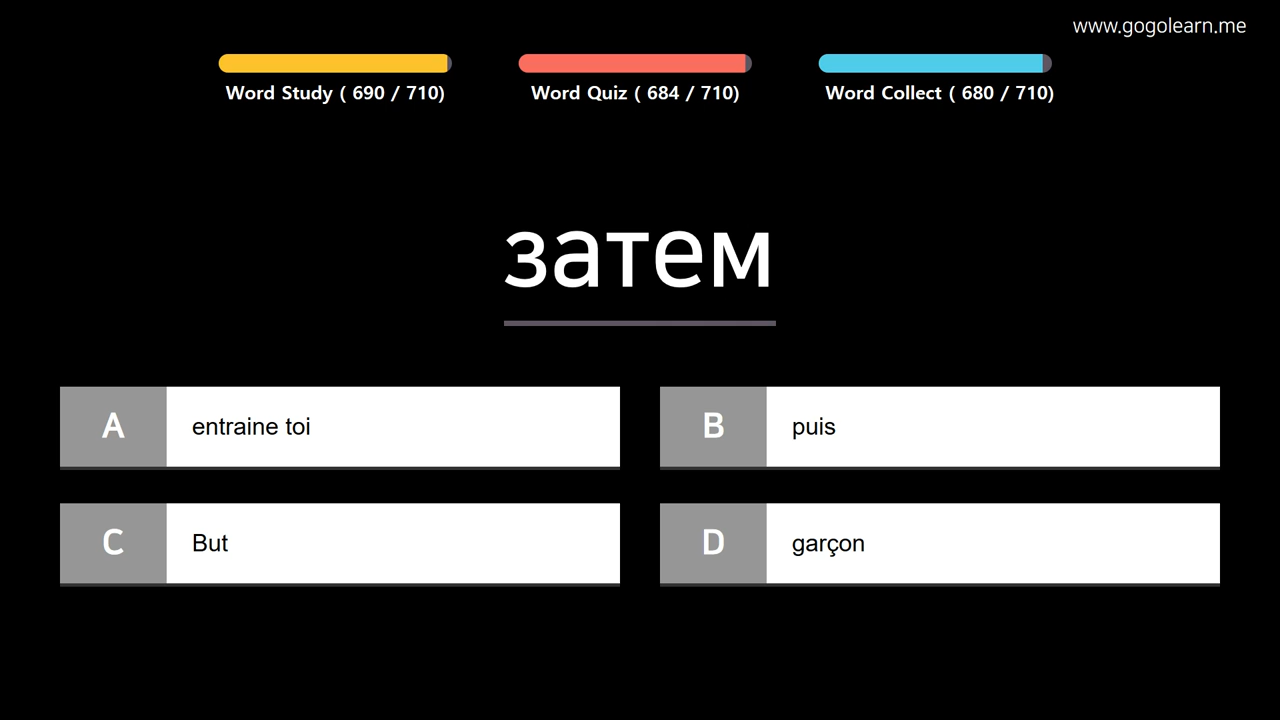 www.gogolearn.me
Word Study ( 690 / 710)
Word Quiz ( 684 / 710)
Word Collect ( 680 / 710)
затем
A entraine toi
B puis
C But
D garçon